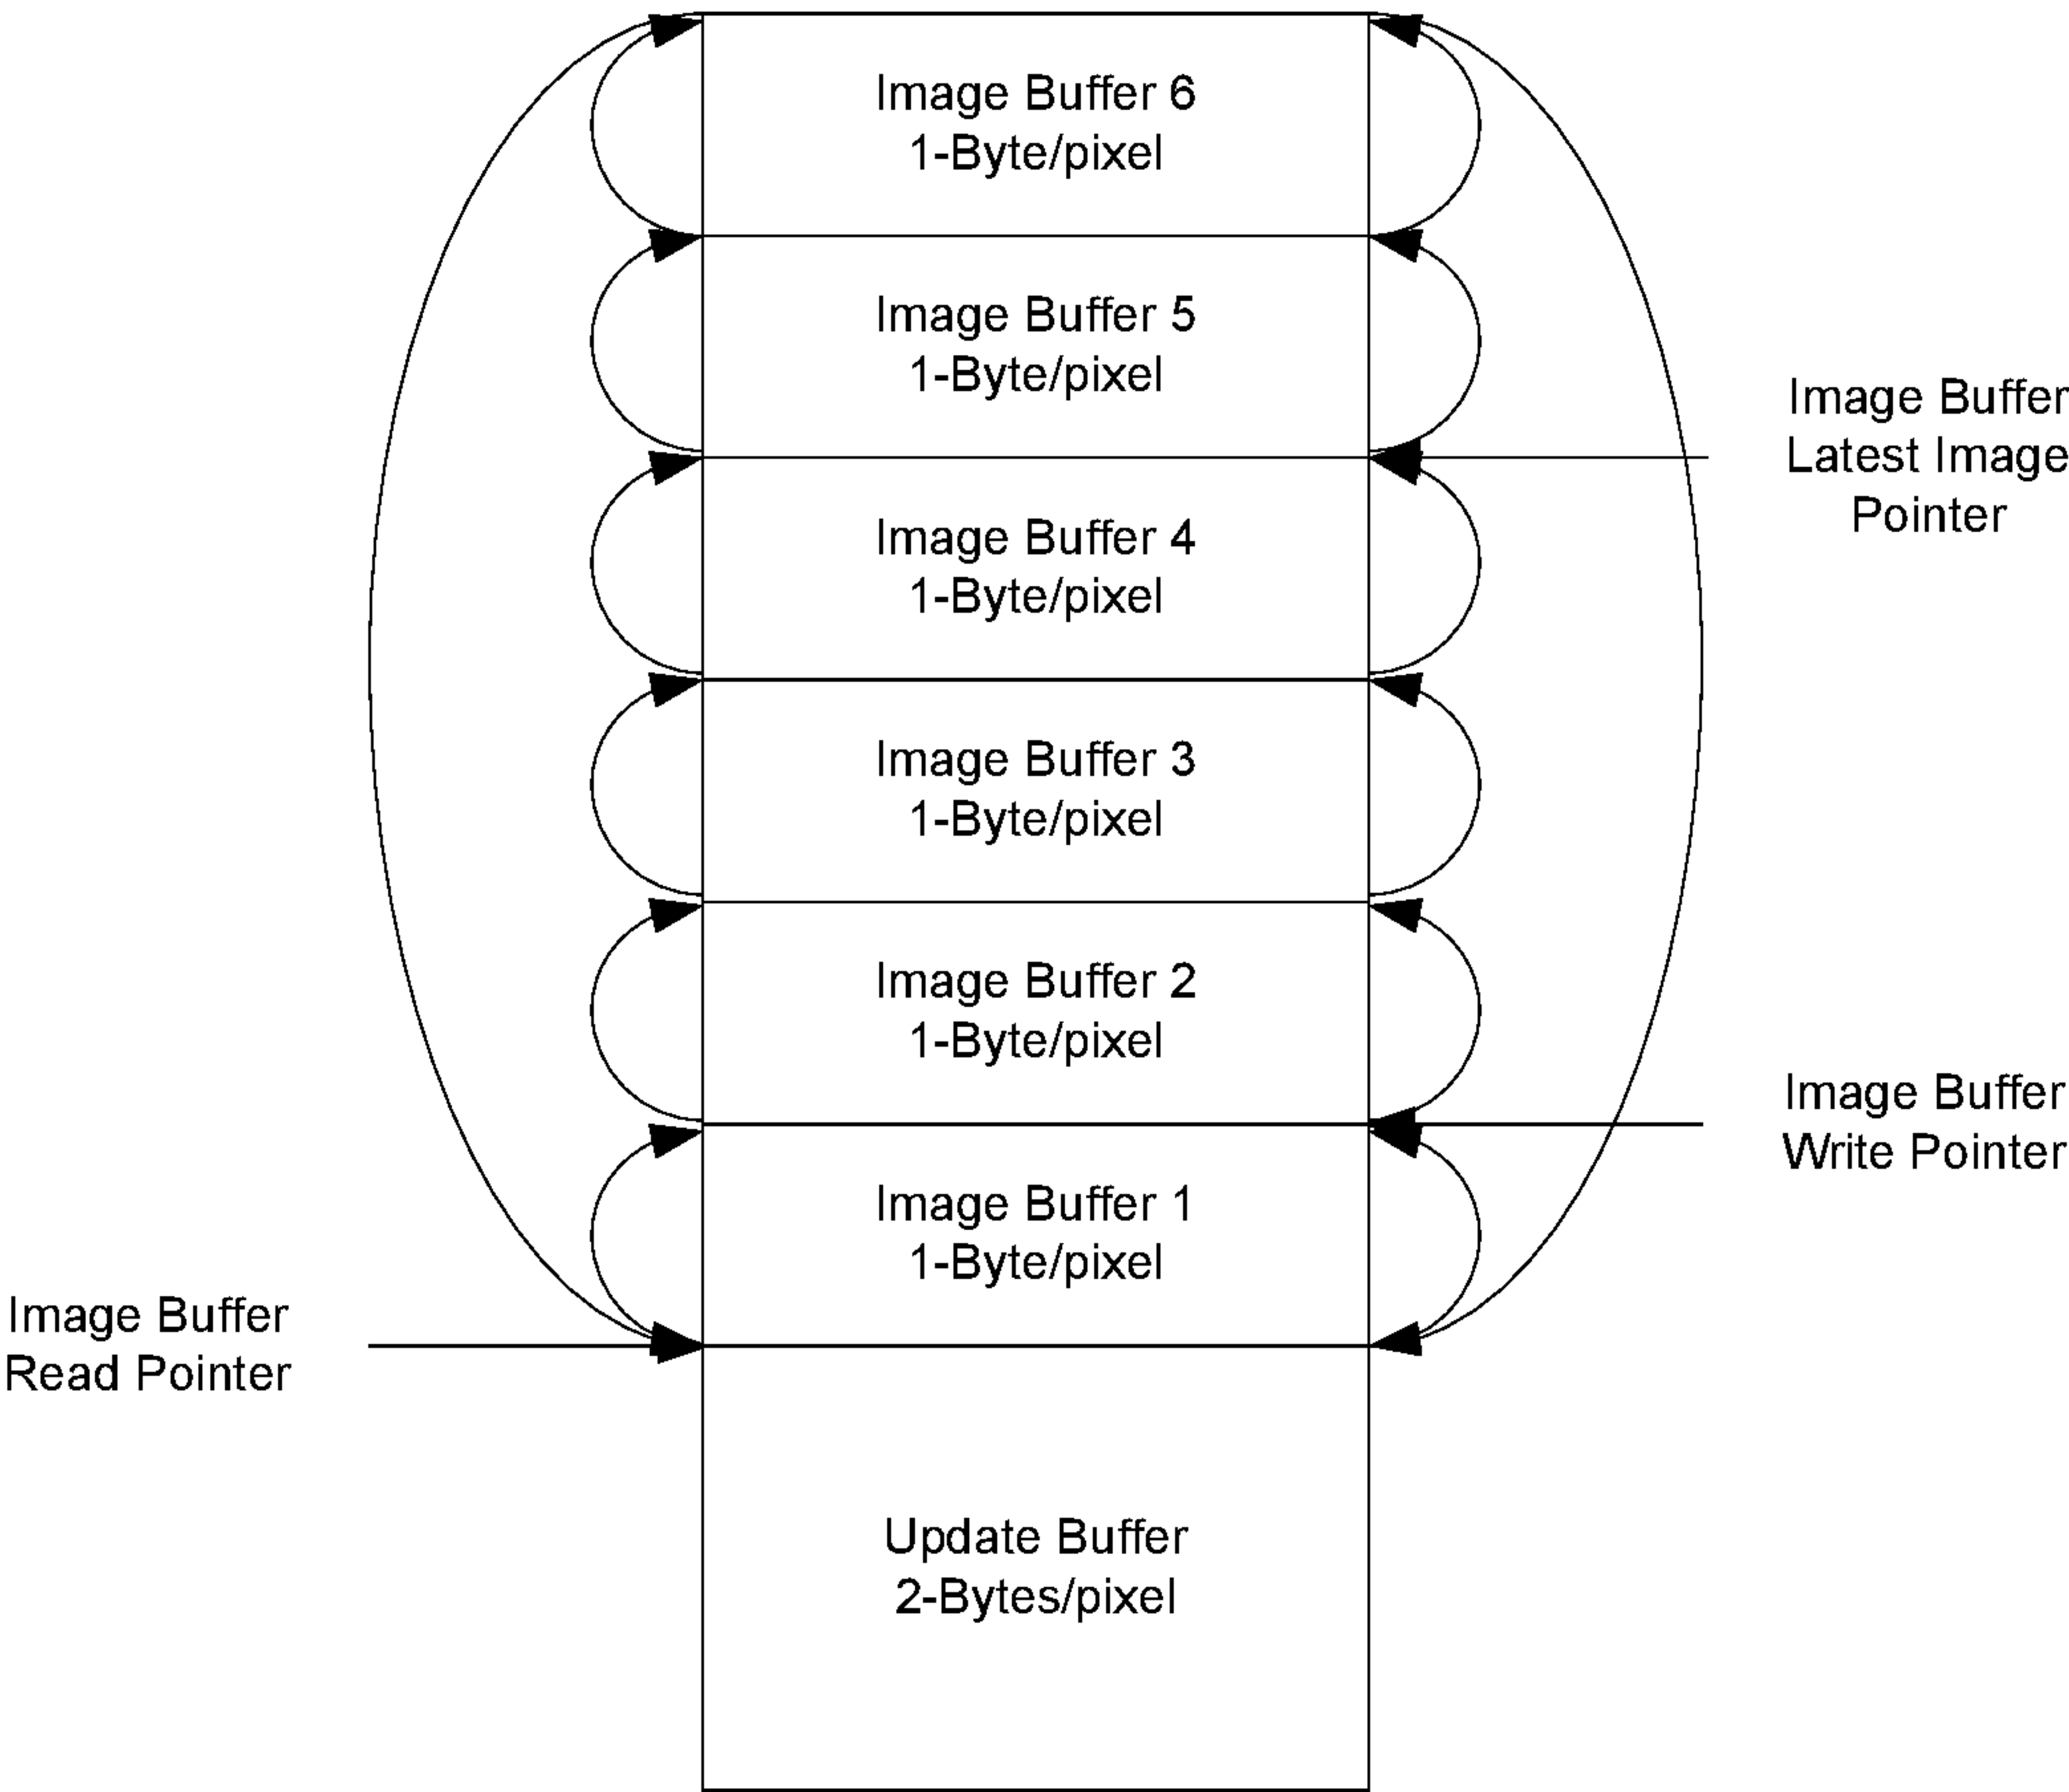 Image Buffer 6
1-Byte/pixel
Image Buffer 5
1-Byte/pixel
Image Buffer
Latest Image
Pointer
Image Buffer 4
1-Byte/pixel
Image Buffer 3
1-Byte/pixel
Image Buffer 2
1-Byte/pixel
Image Buffer
Write Pointer
Image Buffer 1
1-Byte/pixel
Image Buffer
Read Pointer
Update Buffer
2-Bytes/pixel